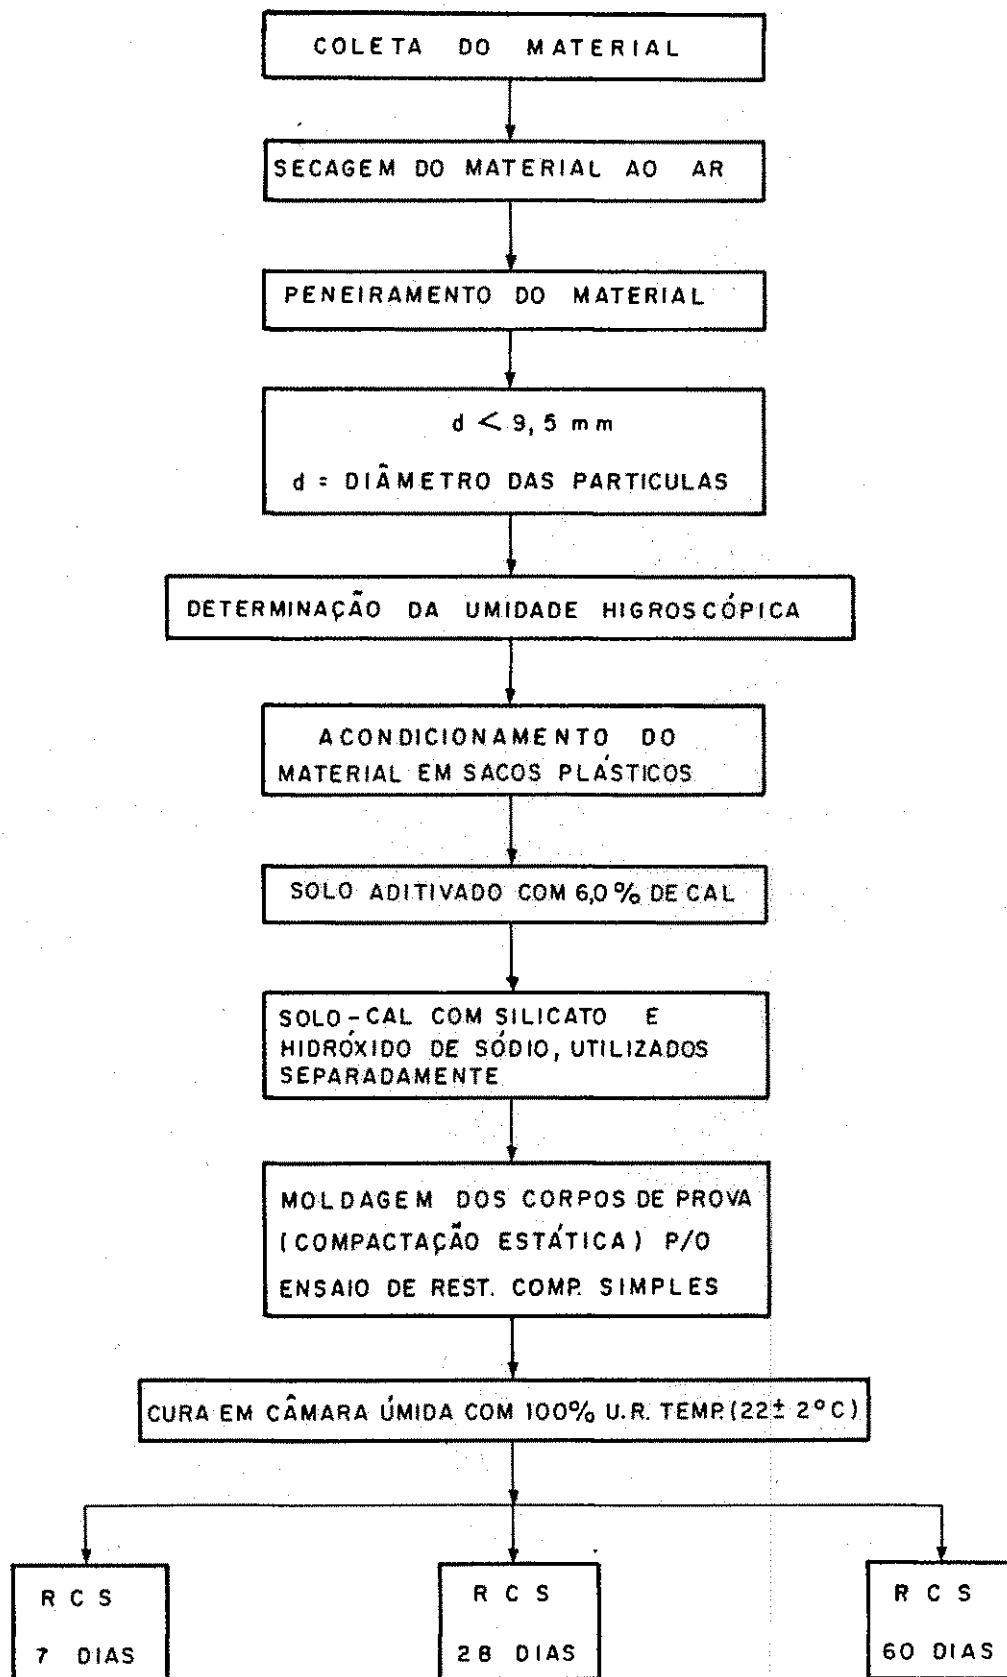 COLETA DO MATERIAL
SECAGEM DO MATERIAL AO AR
PENEIRAMENTO DO MATERIAL
d < 9,5 mm
d = DIÂMETRO DAS PARTICULAS
DETERMINAÇÃO DA UMIDADE HIGROSCÓPICA
ACONDICIONAMENTO DO
MATERIAL EM SACOS PLÁSTICOS
SOLO ADITIVADO COM 6,0% DE CAL
SOLO-CAL COM SILICATO E
HIDRÓXIDO DE SÓDIO, UTILIZADOS
SEPARADAMENTE
MOLDAGEM DOS CORPOS DE PROVA
(COMPACTAÇÃO ESTÁTICA) P/O
ENSAIO DE REST. COMP. SIMPLES
CURA EM CÂMARA ÚMIDA COM 100% U.R. TEMP.(22± 2°C)
R C S
7 DIAS
R C S
28 DIAS
R C S
60 DIAS